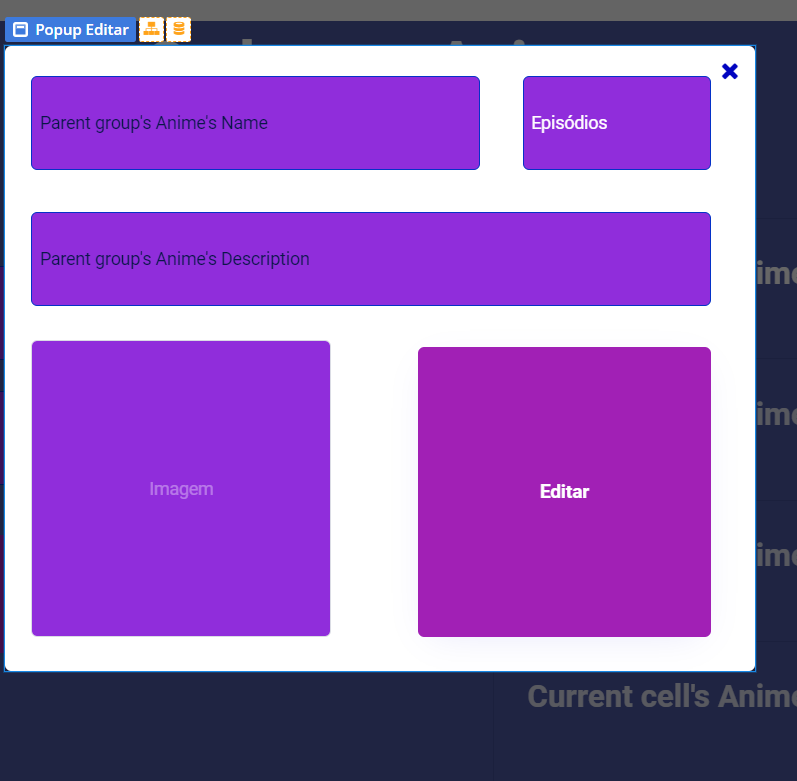 Popup Editar
Parent group's Anime's Name
Episódios
Parent group's Anime's Description
Imagem
Editar
Current cell's Anime